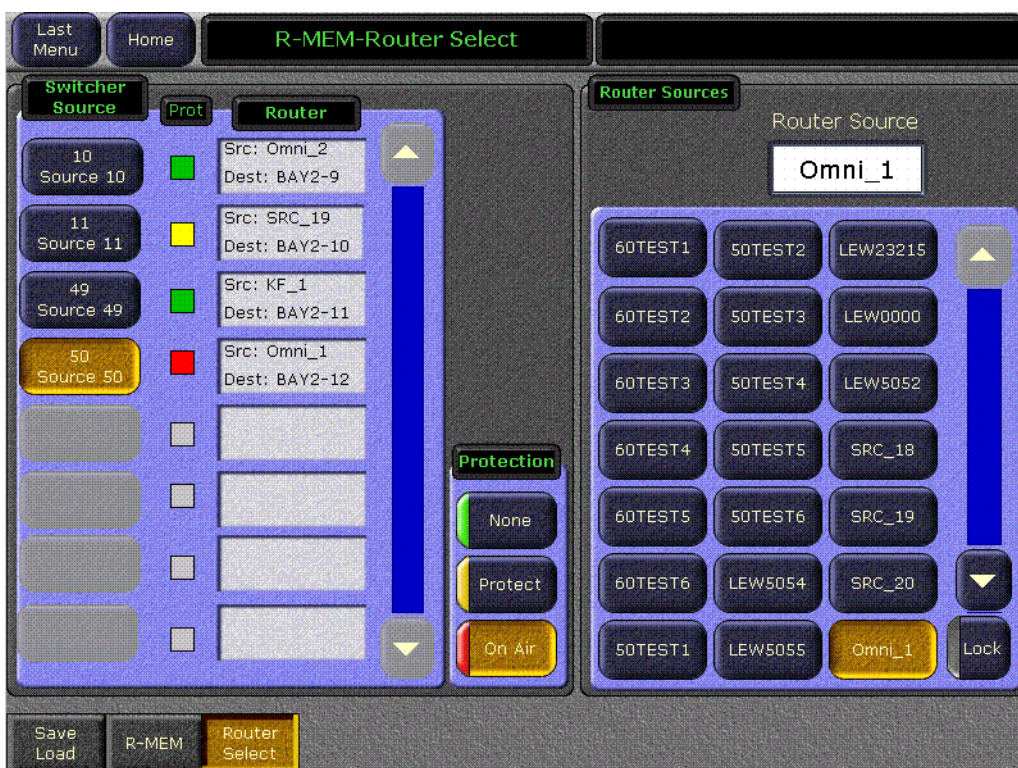 Last
Menu
Home
R-MEM-Router Select
Switcher
Source
Prot
Router
10
Source 10
Src: Omni_2
Dest: BAY2-9
11
Source 11
Src: SRC_19
Dest: BAY2-10
49
Source 49
Src: KF_1
Dest: BAY2-11
50
Source 50
Src: Omni_1
Dest: BAY2-12
Protection
None
Protect
On Air
Router Sources
Router Source
Omni_1
60TEST1
50TEST2
LEW23215
60TEST2
50TEST3
LEW0000
60TEST3
50TEST4
LEW5052
60TEST4
50TEST5
SRC_18
60TEST5
50TEST6
SRC_19
60TEST6
LEW5054
SRC_20
50TEST1
LEW5055
Omni_1
Lock
Save
Load
R-MEM
Router
Select